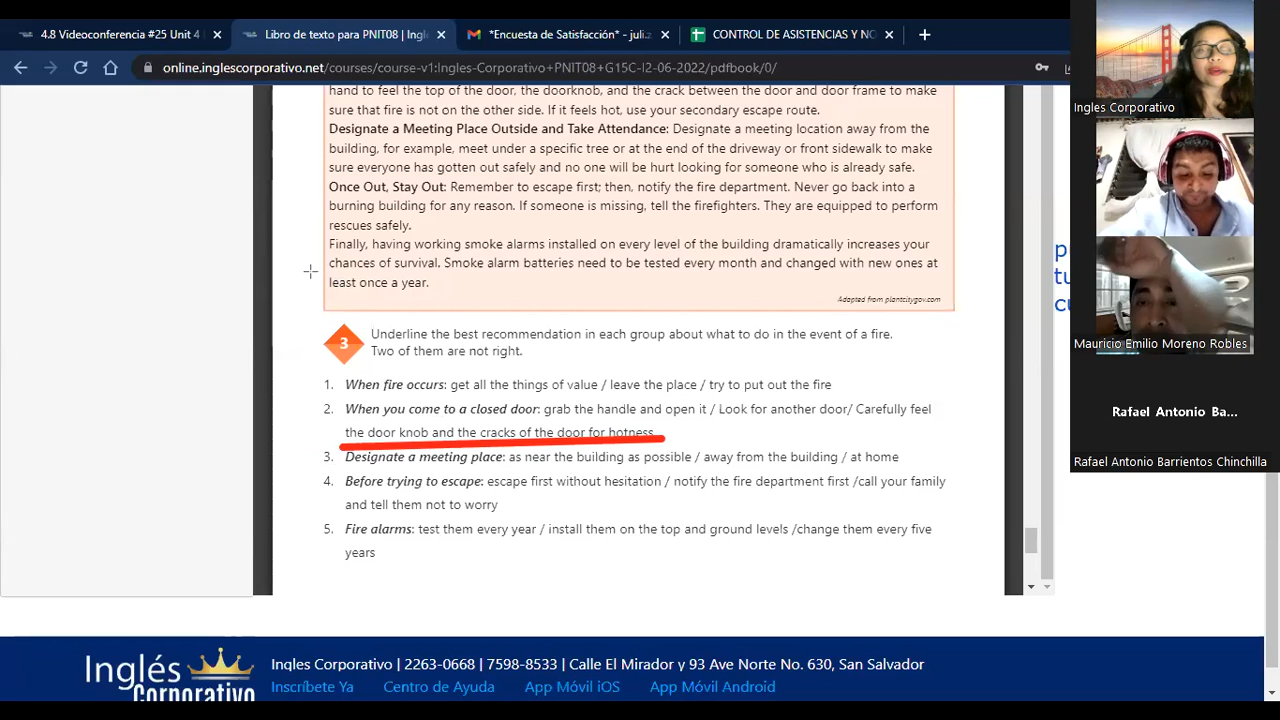 4.8 Videoconferencia #25 Unit 4
Libro de texto para PNIT08 | Ingl
*Encuesta de Satisfacción* - juli.z
CONTROL DE ASISTENCIAS Y NO
online.inglescorporativo.net/courses/course-v1:Ingles-Corporativo+PNIT08+G15C-I2-06-2022/pdfbook/0/
hand to feel the top of the door, the doorknob, and the crack between the door and door frame to make
sure that fire is not on the other side. If it feels hot, use your secondary escape route.
Designate a Meeting Place Outside and Take Attendance: Designate a meeting location away from the
building, for example, meet under a specific tree or at the end of the driveway or front sidewalk to make
sure everyone has gotten out safely and no one will be hurt looking for someone who is already safe.
Once Out, Stay Out: Remember to escape first; then, notify the fire department. Never go back into a
burning building for any reason. If someone is missing, tell the firefighters. They are equipped to perform
rescues safely.
Finally, having working smoke alarms installed on every level of the building dramatically increases your
chances of survival. Smoke alarm batteries need to be tested every month and changed with new ones at
least once a year.
Adapted from plantcitygov.com
3
Underline the best recommendation in each group about what to do in the event of a fire.
Two of them are not right.
1. When fire occurs: get all the things of value / leave the place / try to put out the fire
2. When you come to a closed door: grab the handle and open it / Look for another door/ Carefully feel
the door knob and the cracks of the door for hotness.
3. Designate a meeting place: as near the building as possible / away from the building / at home
4. Before trying to escape: escape first without hesitation / notify the fire department first /call your family
and tell them not to worry
5. Fire alarms: test them every year / install them on the top and ground levels /change them every five
years
p
tu
c
Ingles Corporativo
Mauricio Emilio Moreno Robles
Rafael Antonio Ba...
Rafael Antonio Barrientos Chinchilla
Inglés
Corporativo
Ingles Corporativo | 2263-0668 | 7598-8533 | Calle El Mirador y 93 Ave Norte No. 630, San Salvador
Inscríbete Ya
Centro de Ayuda
App Móvil iOS
App Móvil Android